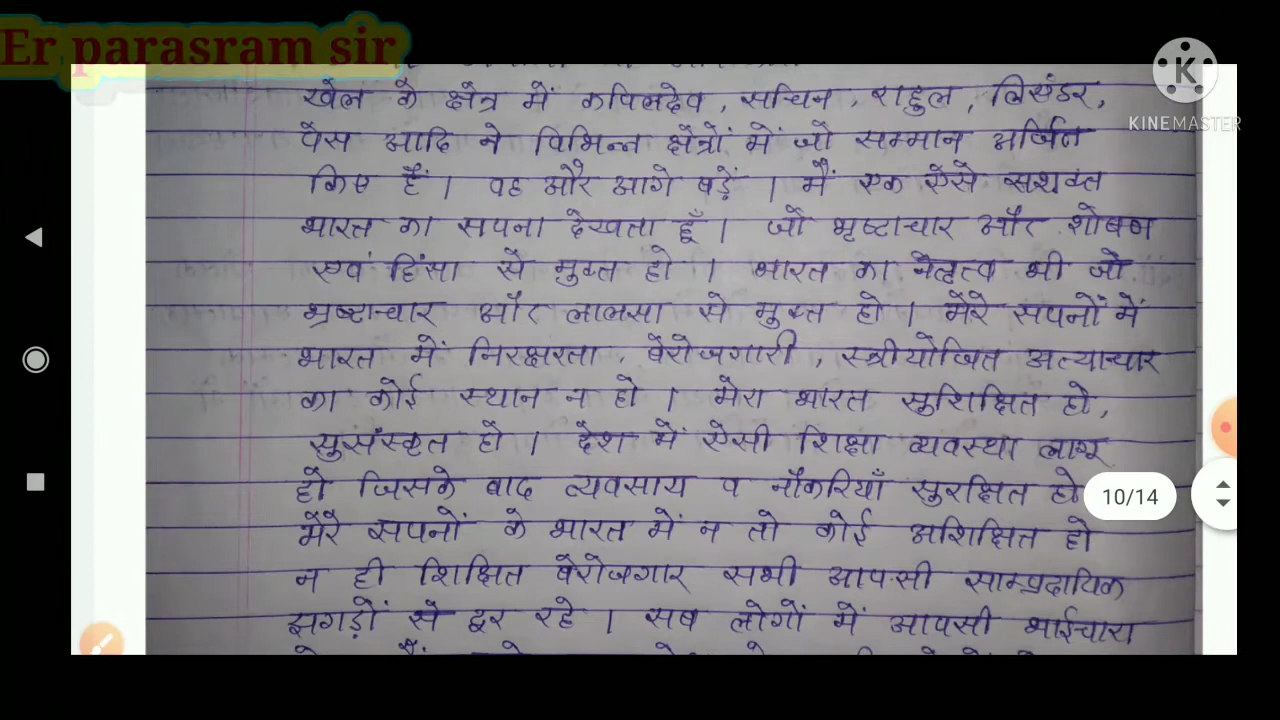 Er parasram sir
KINEMASTER
खेल के क्षेत्र में कपिलदेव, सचिन, राहुल, लिएंडर,
पेस आदि ने विभिन्न क्षेत्रों में जो सम्मान अर्जित
किए हैं। वह और आगे बड़ें। मैं एक ऐसे सशक्त
भारत का सपना देखता हूँ। जो भृष्टाचार और शोषण
एवं हिंसा से मुक्त हो। भारत का नेतृत्व भी जो
भ्रष्टाचार और लालसा से मुक्त हो। मेरे सपनों में
भारत में निरक्षरता, बेरोजगारी, स्त्रीयोचित अत्याचार
का कोई स्थान न हो। मेरा भारत सुशिक्षित हो,
सुसंस्कृत हो। देश में ऐसी शिक्षा व्यवस्था लागू
हो जिसके बाद व्यवसाय व नौकरियाँ सुरक्षित हो
मेरे सपनों के भारत में न तो कोई अशिक्षित हो
न ही शिक्षित बेरोजगार सभी आपसी साम्प्रदायिक
झगड़ों से दूर रहे। सब लोगों में आपसी भाईचारा
10/14